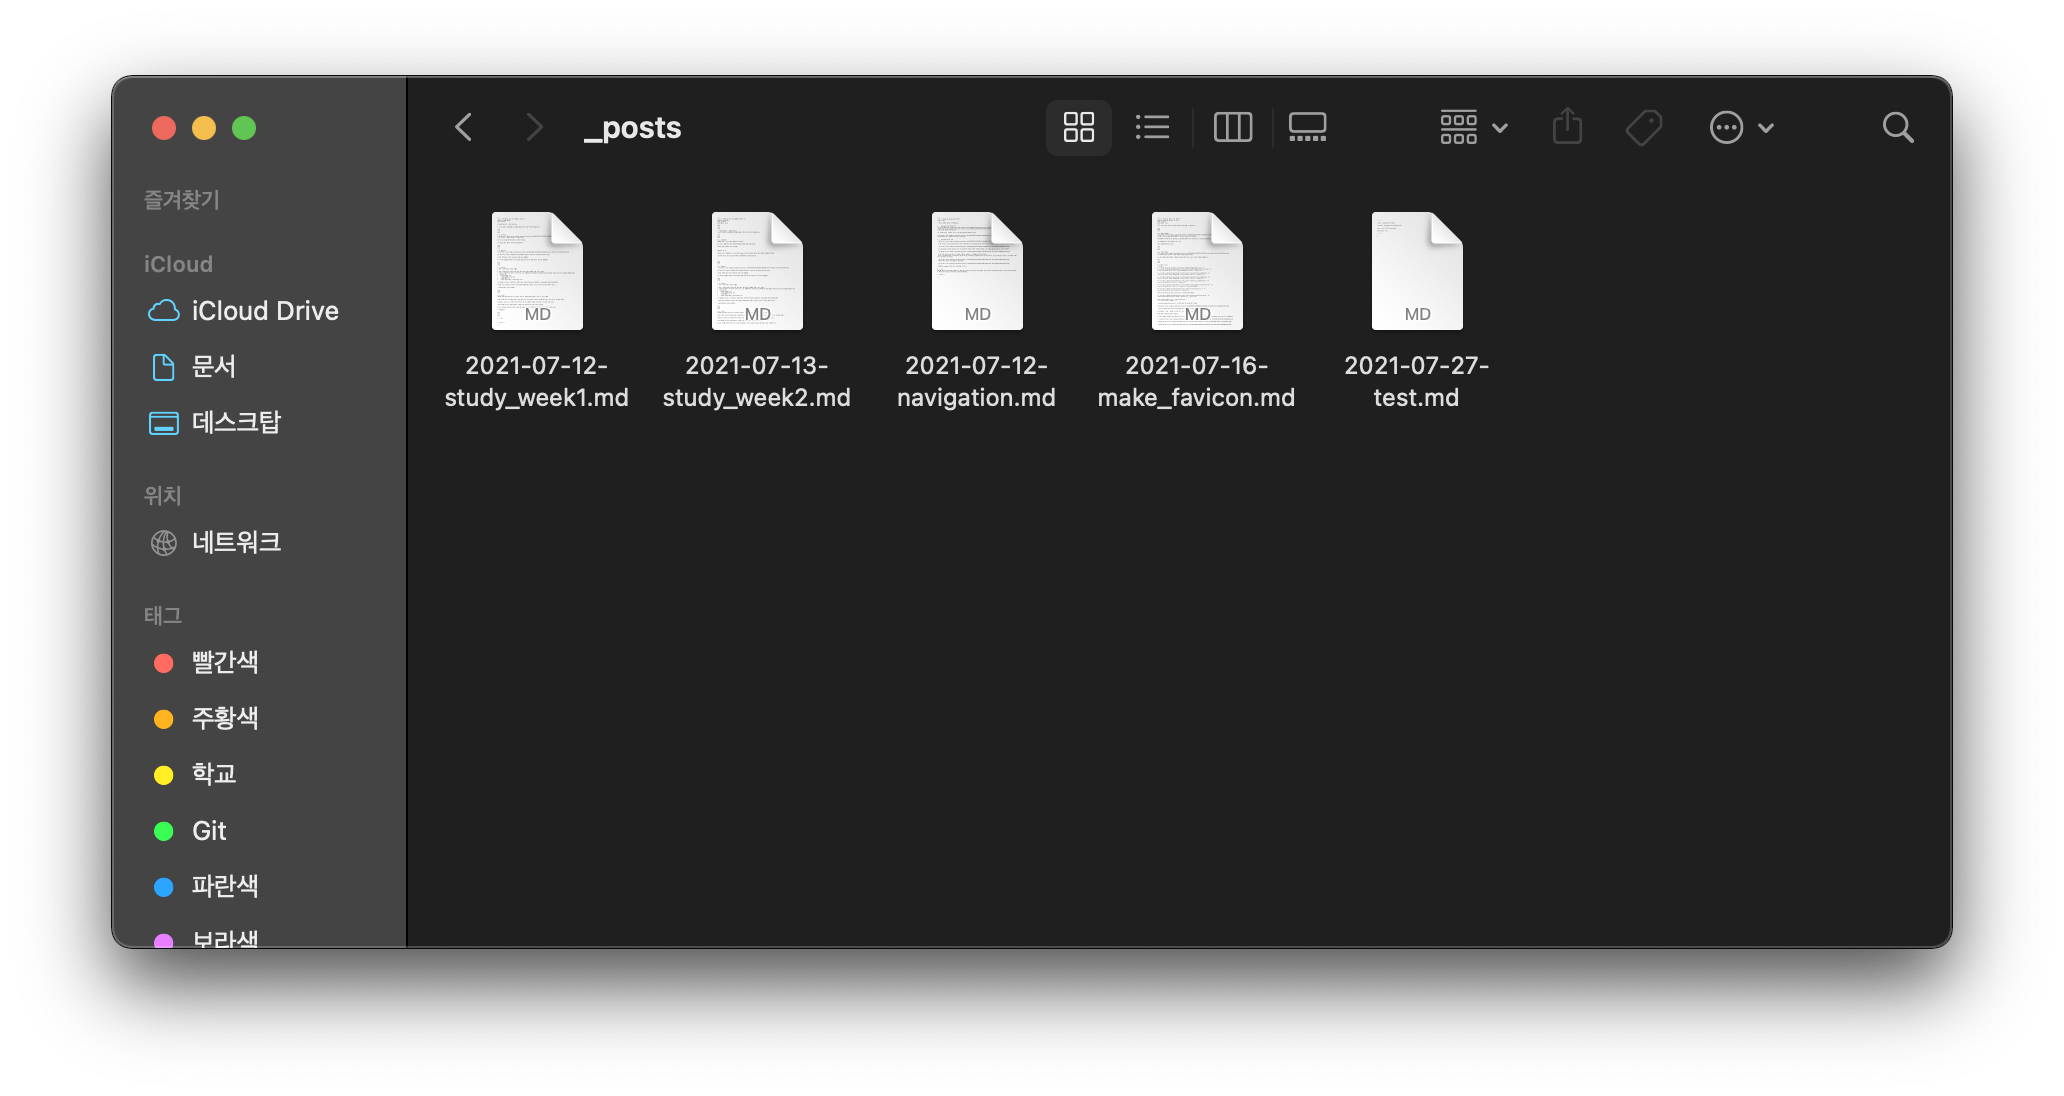 _posts
즐겨찾기
iCloud
iCloud Drive
문서
데스크탑
위치
네트워크
태그
빨간색
주황색
학교
Git
파란색
보라색
MD
MD
MD
MD
MD
2021-07-12-
study_week1.md
2021-07-13-
study_week2.md
2021-07-12-
navigation.md
2021-07-16-
make_favicon.md
2021-07-27-
test.md